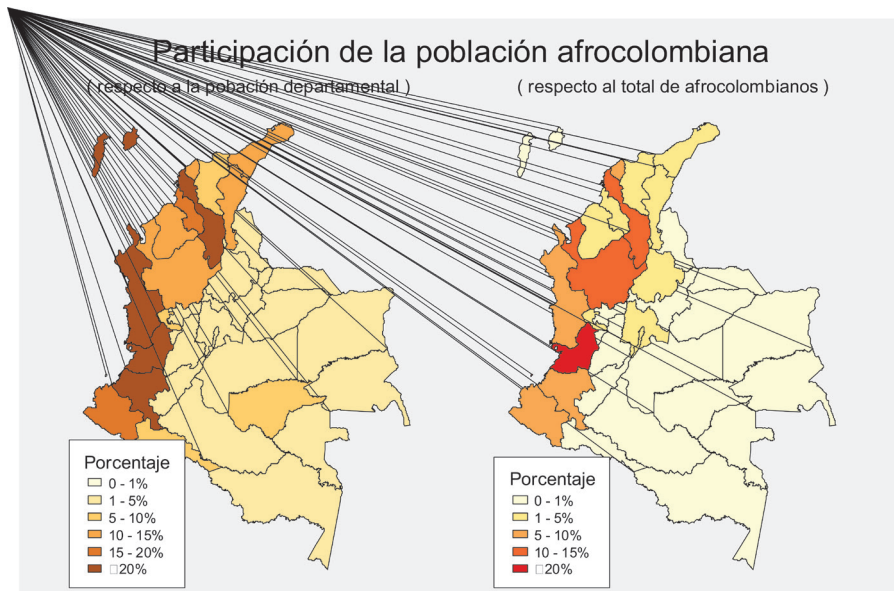 Participación de la población afrocolombiana
( respecto a la pobación departamental )
( respecto al total de afrocolombianos )
Porcentaje
0 - 1%
1 - 5%
5 - 10%
10 - 15%
15 - 20%
□20%
Porcentaje
0 - 1%
1 - 5%
5 - 10%
10 - 15%
□20%